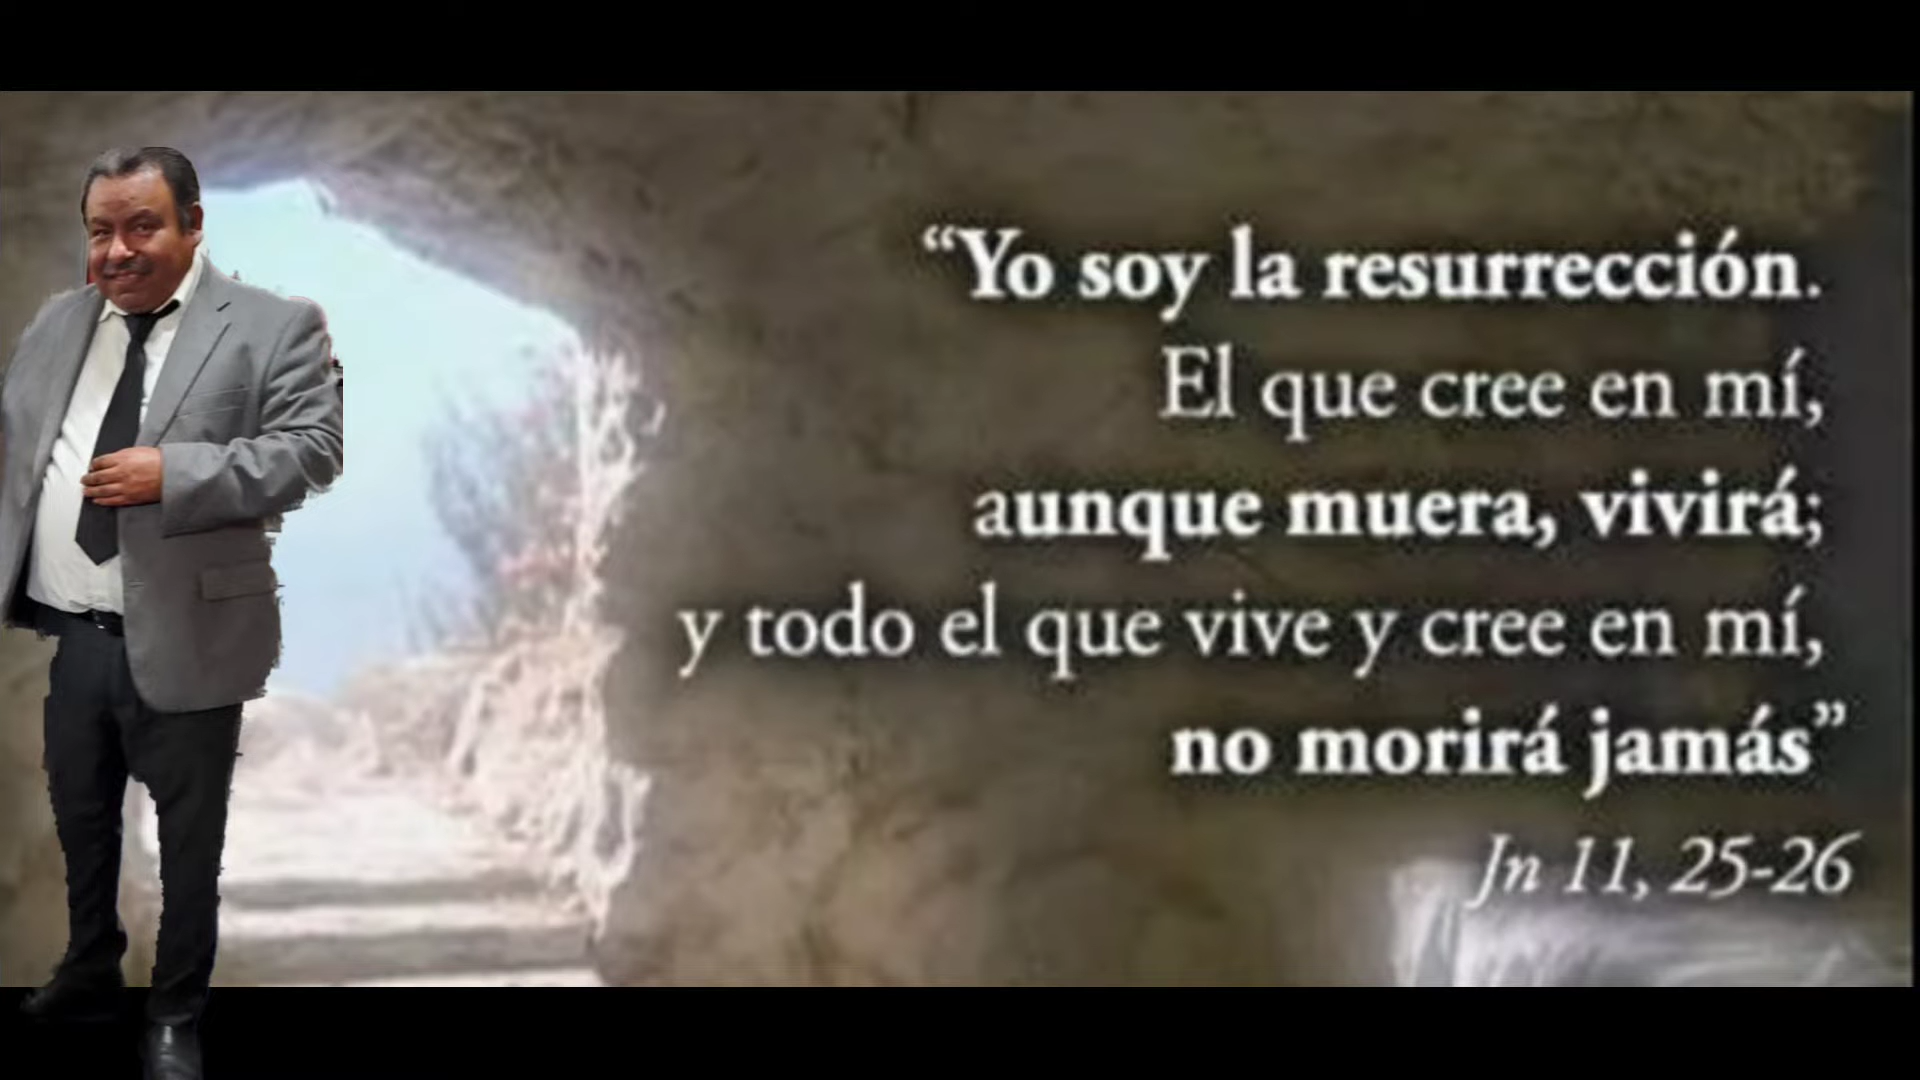 “Yo soy la resurrección.
El que cree en mí,
aunque muera, vivirá;
y todo el que vive y cree en mí,
no morirá jamás”
Jn 11, 25-26